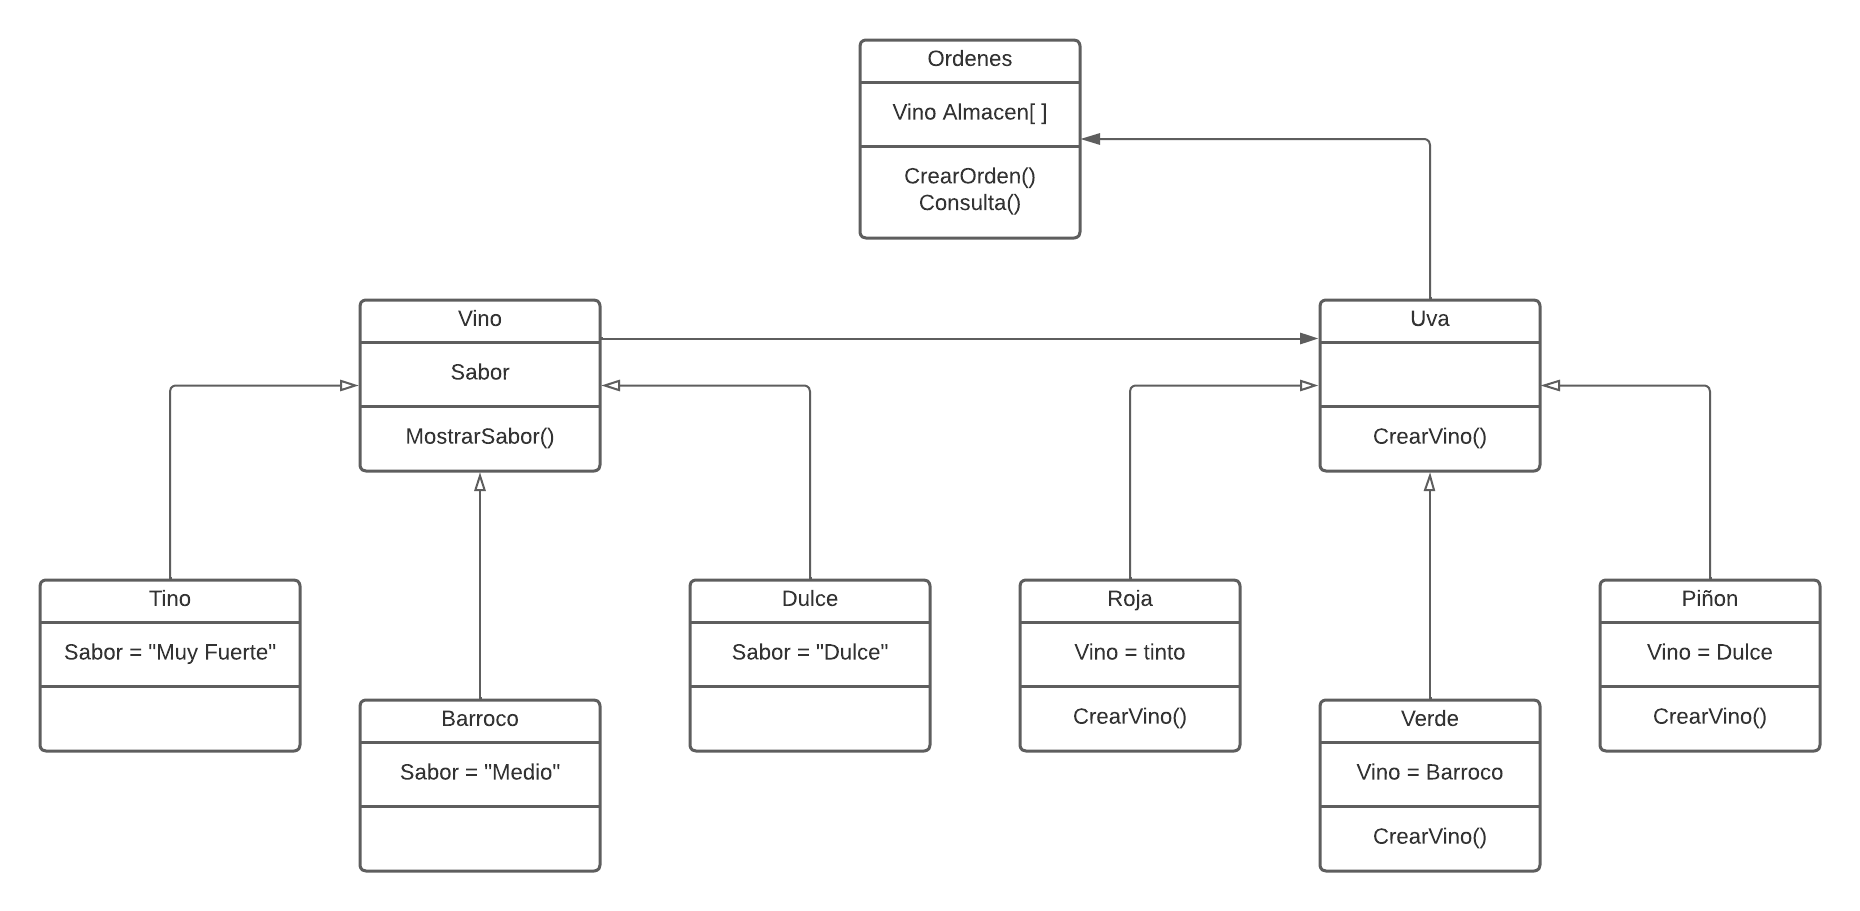 Ordenes
Vino Almacen[ ]
CrearOrden()
Consulta()
Vino
Sabor
MostrarSabor()
Uva
CrearVino()
Tino
Sabor = "Muy Fuerte"
Barroco
Sabor = "Medio"
Dulce
Sabor = "Dulce"
Roja
Vino = tinto
CrearVino()
Verde
Vino = Barroco
CrearVino()
Piñon
Vino = Dulce
CrearVino()